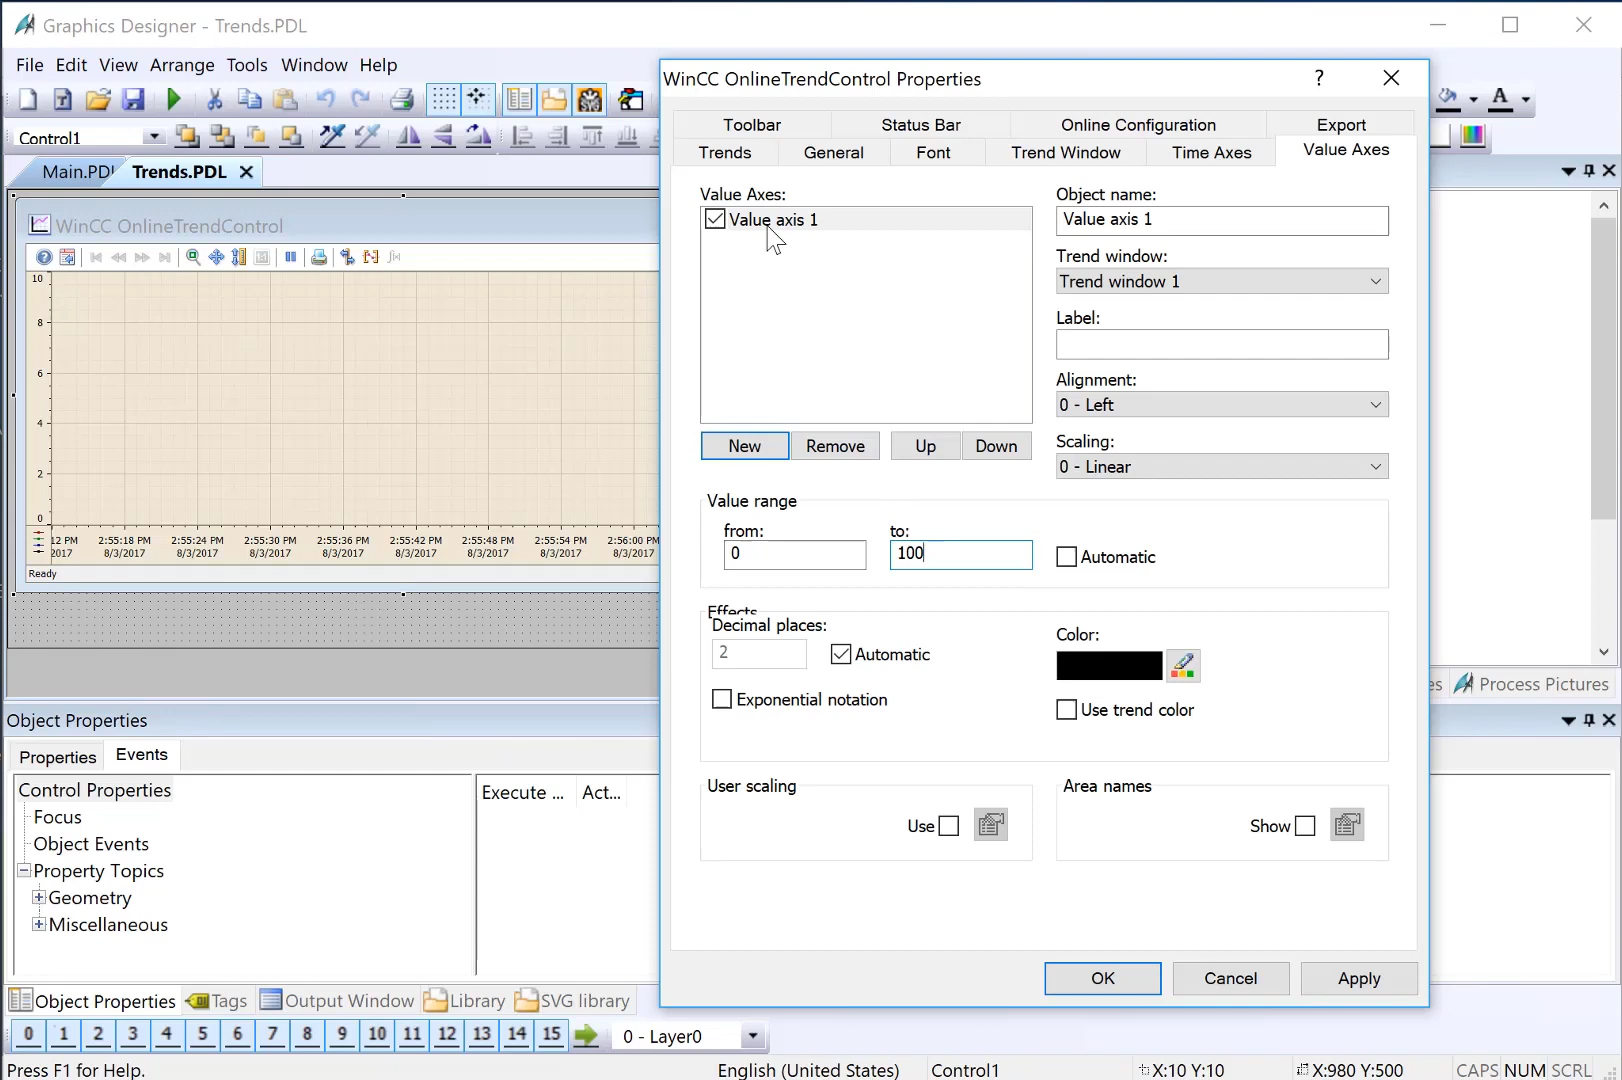 Graphics Designer - Trends.PDL
File Edit View Arrange Tools Window Help
Control1
Main.PDL
Trends.PDL
WinCC OnlineTrendControl
10
8
6
4
2
0
12 PM 2:55:18 PM 2:55:24 PM 2:55:30 PM 2:55:36 PM 2:55:42 PM 2:55:48 PM 2:55:54 PM 2:56:00 PM
2017 8/3/2017 8/3/2017 8/3/2017 8/3/2017 8/3/2017 8/3/2017 8/3/2017 8/3/2017
Ready
WinCC OnlineTrendControl Properties
?
Toolbar Status Bar Online Configuration Export
Trends General Font Trend Window Time Axes Value Axes
Value Axes:
Value axis 1
New Remove Up Down
Object name:
Value axis 1
Trend window:
Trend window 1
Label:
Alignment:
0 - Left
Scaling:
0 - Linear
Value range
from: to:
0 100 Automatic
Effects
Decimal places:
2 Automatic
Exponential notation
Color:
Use trend color
User scaling
Use
Area names
Show
OK Cancel Apply
es Process Pictures
A
Object Properties
Properties Events
Control Properties
Focus
Object Events
Property Topics
Geometry
Miscellaneous
Execute ... Act...
Object Properties Tags Output Window Library SVG library
0 1 2 3 4 5 6 7 8 9 10 11 12 13 14 15 0 - Layer0
Press F1 for Help. English (United States) Control1 X:10 Y:10 X:980 Y:500 CAPS NUM SCRL